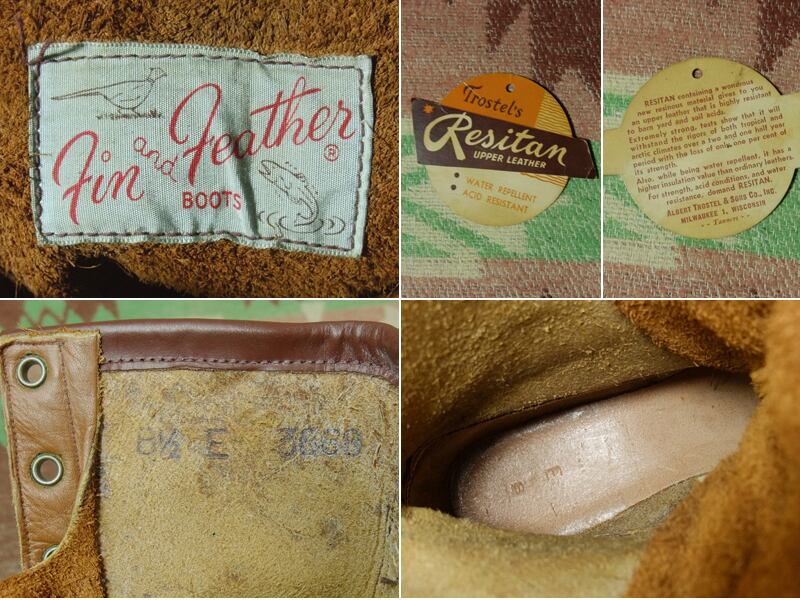 Fin and Feather ®
BOOTS
Trostel's
Resitan
UPPER LEATHER
WATER REPELLENT
ACID RESISTANT
RESITAN containing a wondrous
new resinous material gives to you
an upper leather that is highly resistant
to barn yard and soil acids.
Extremely strong, tests show that it will
withstand the rigors of both tropical and
arctic climates over a two and one half year
period with the loss of only one per cent of
its strength.
Also, while being water repellent, it has a
higher insulation value than ordinary leathers.
For strength, acid conditions, and water
resistance, demand RESITAN.
ALBERT TROSTEL & SONS CO., INC.
MILWAUKEE 1, WISCONSIN
- - Tanners - -
8½ E 3668
8 E